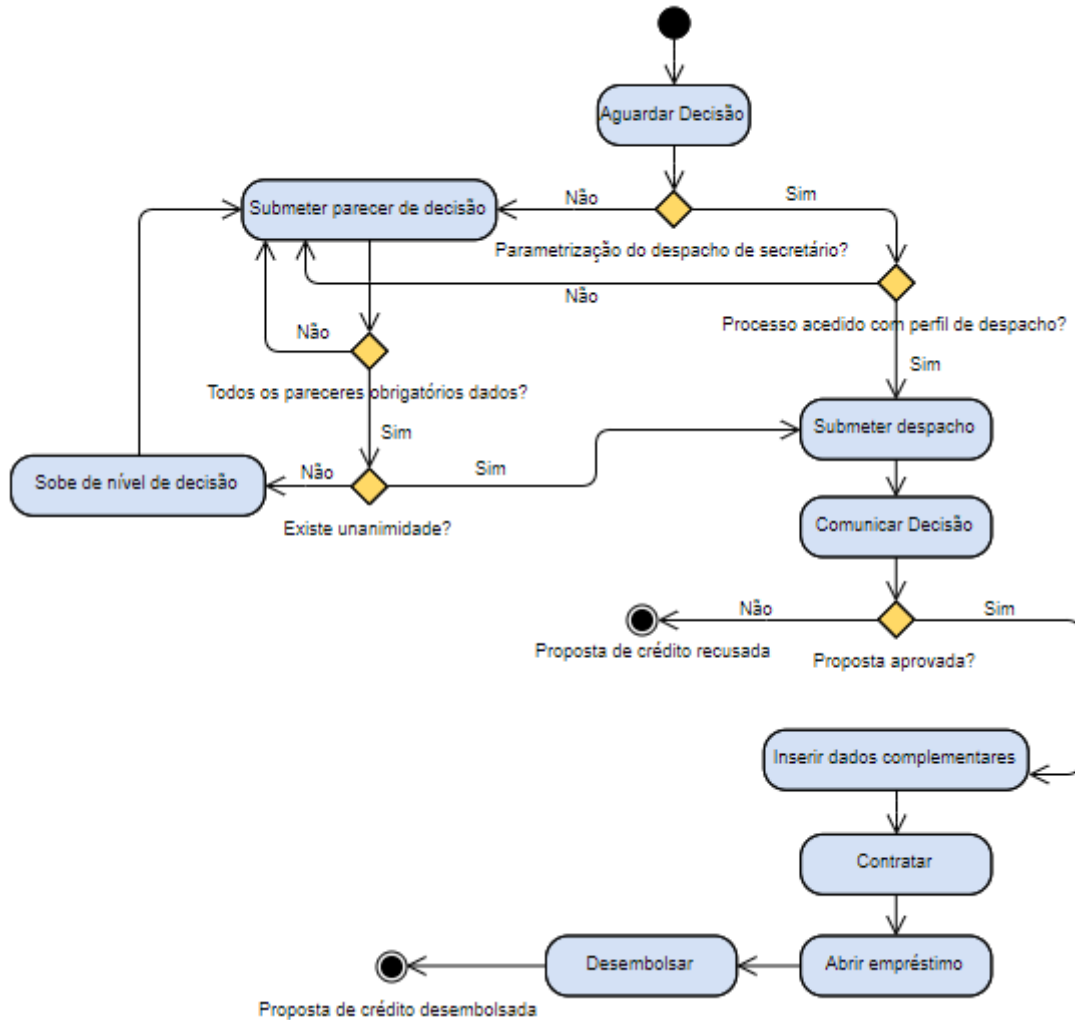 Aguardar Decisão
Não
Sim
Submeter parecer de decisão
Parametrização do despacho de secretário?
Não
Processo acedido com perfil de despacho?
Não
Sim
Todos os pareceres obrigatórios dados?
Submeter despacho
Sim
Sobe de nível de decisão
Não
Sim
Existe unanimidade?
Comunicar Decisão
Não
Sim
Proposta de crédito recusada
Proposta aprovada?
Inserir dados complementares
Contratar
Desembolsar
Abrir empréstimo
Proposta de crédito desembolsada